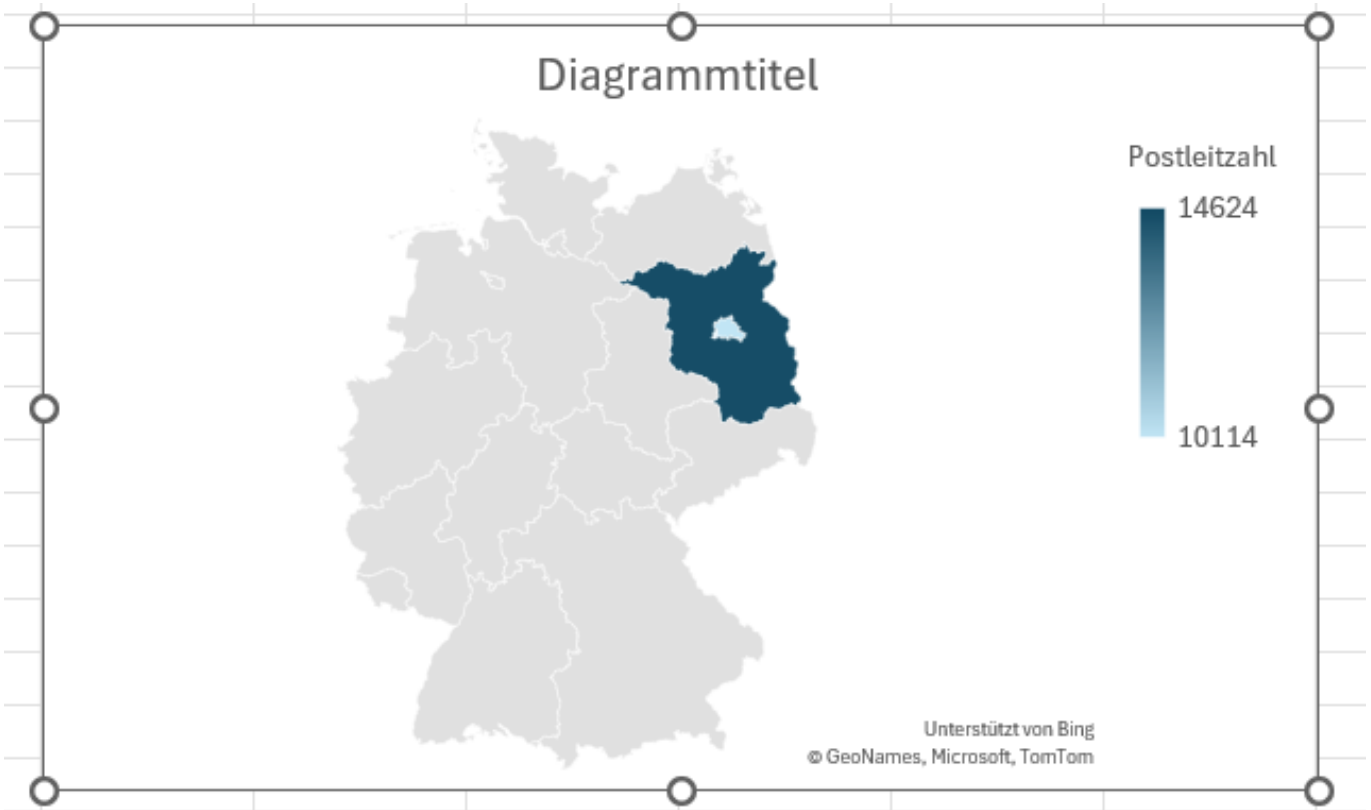 Diagrammtitel
Postleitzahl
14624
10114
Unterstützt von Bing
© GeoNames, Microsoft, TomTom